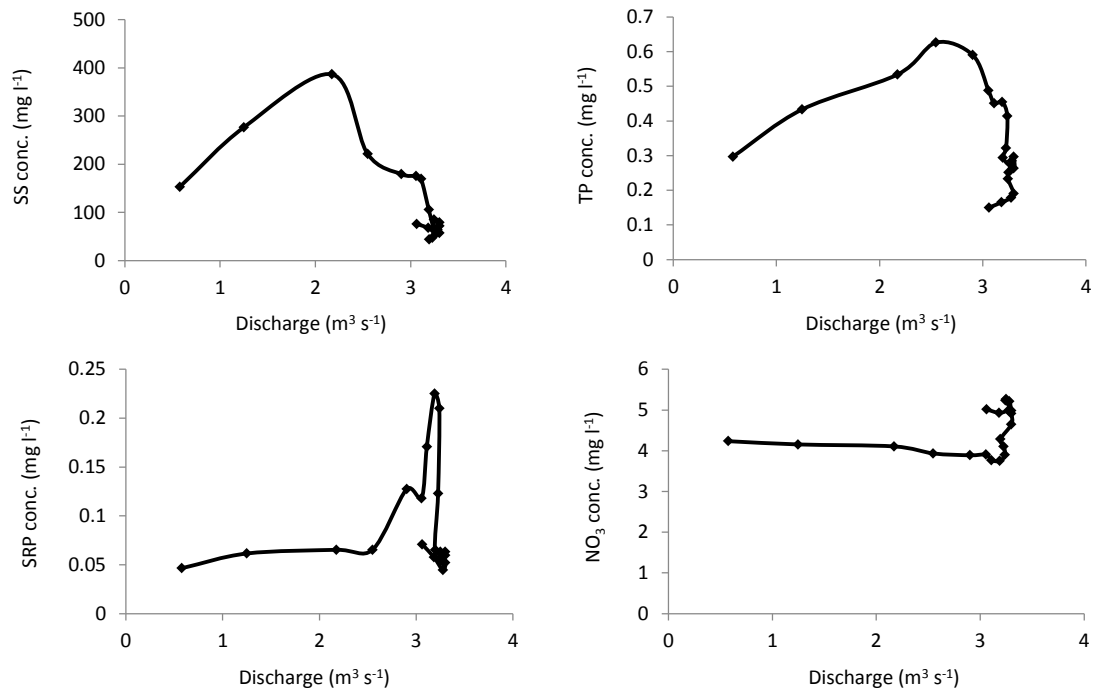 SS conc. (mg l⁻¹)
500
400
300
200
100
0
0 1 2 3 4
Discharge (m³ s⁻¹)
TP conc. (mg l⁻¹)
0.7
0.6
0.5
0.4
0.3
0.2
0.1
0
0 1 2 3 4
Discharge (m³ s⁻¹)
SRP conc. (mg l⁻¹)
0.25
0.2
0.15
0.1
0.05
0
0 1 2 3 4
Discharge (m³ s⁻¹)
NO₃ conc. (mg l⁻¹)
6
5
4
3
2
1
0
0 1 2 3 4
Discharge (m³ s⁻¹)